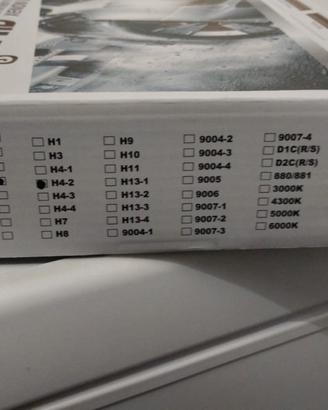 H1
H3
H4-1
H4-2
H4-3
H4-4
H7
H8
H9
H10
H11
H13-1
H13-2
H13-3
H13-4
9004-1
9004-2
9004-3
9004-4
9005
9006
9007-1
9007-2
9007-3
9007-4
D1C(R/S)
D2C(R/S)
880/881
3000K
4300K
5000K
6000K